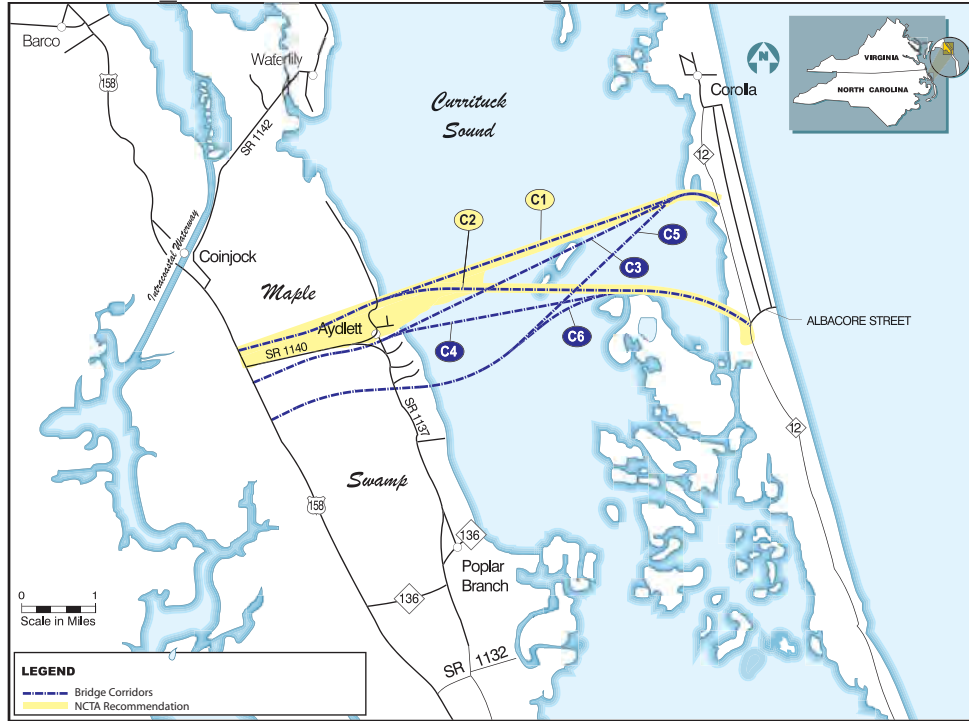 Barco
Waterlily
158
SR 1142
Currituck
Sound
N
VIRGINIA
NORTH CAROLINA
Corolla
12
C1
C2
C5
C3
Intracoastal Waterway
Coinjock
Maple
Aydlett
SR 1140
C4
C6
ALBACORE STREET
SR 1137
12
Swamp
158
136
Poplar
Branch
136
0 1
Scale in Miles
SR 1132
LEGEND
Bridge Corridors
NCTA Recommendation